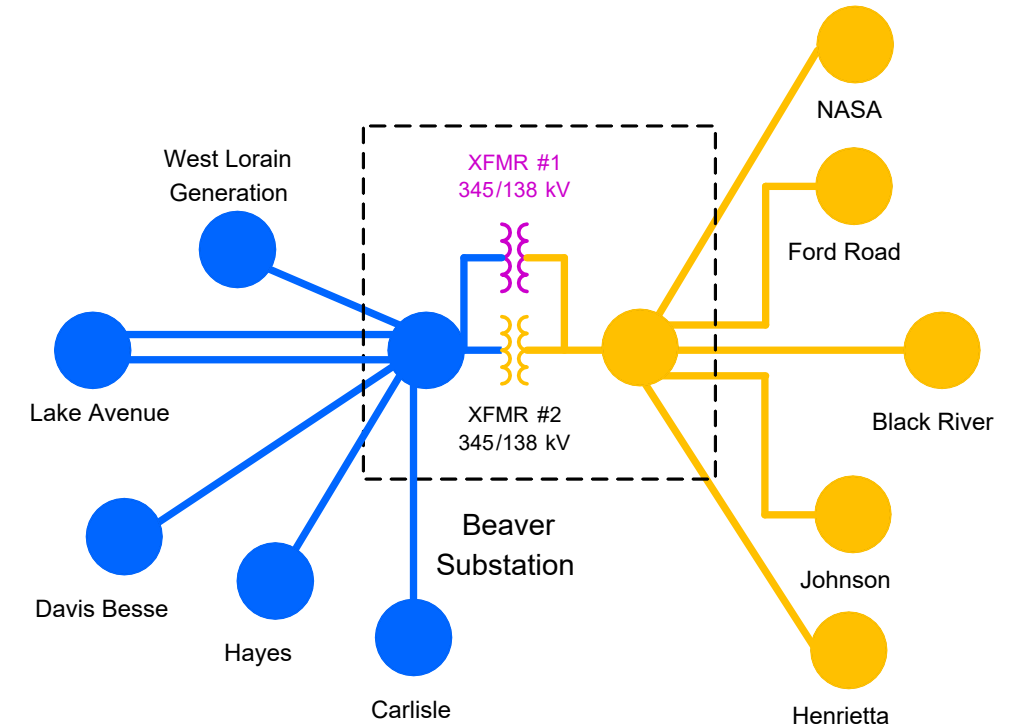 NASA
West Lorain
Generation
XFMR #1
345/138 kV
Ford Road
Lake Avenue
XFMR #2
345/138 kV
Black River
Beaver
Substation
Davis Besse
Johnson
Hayes
Carlisle
Henrietta